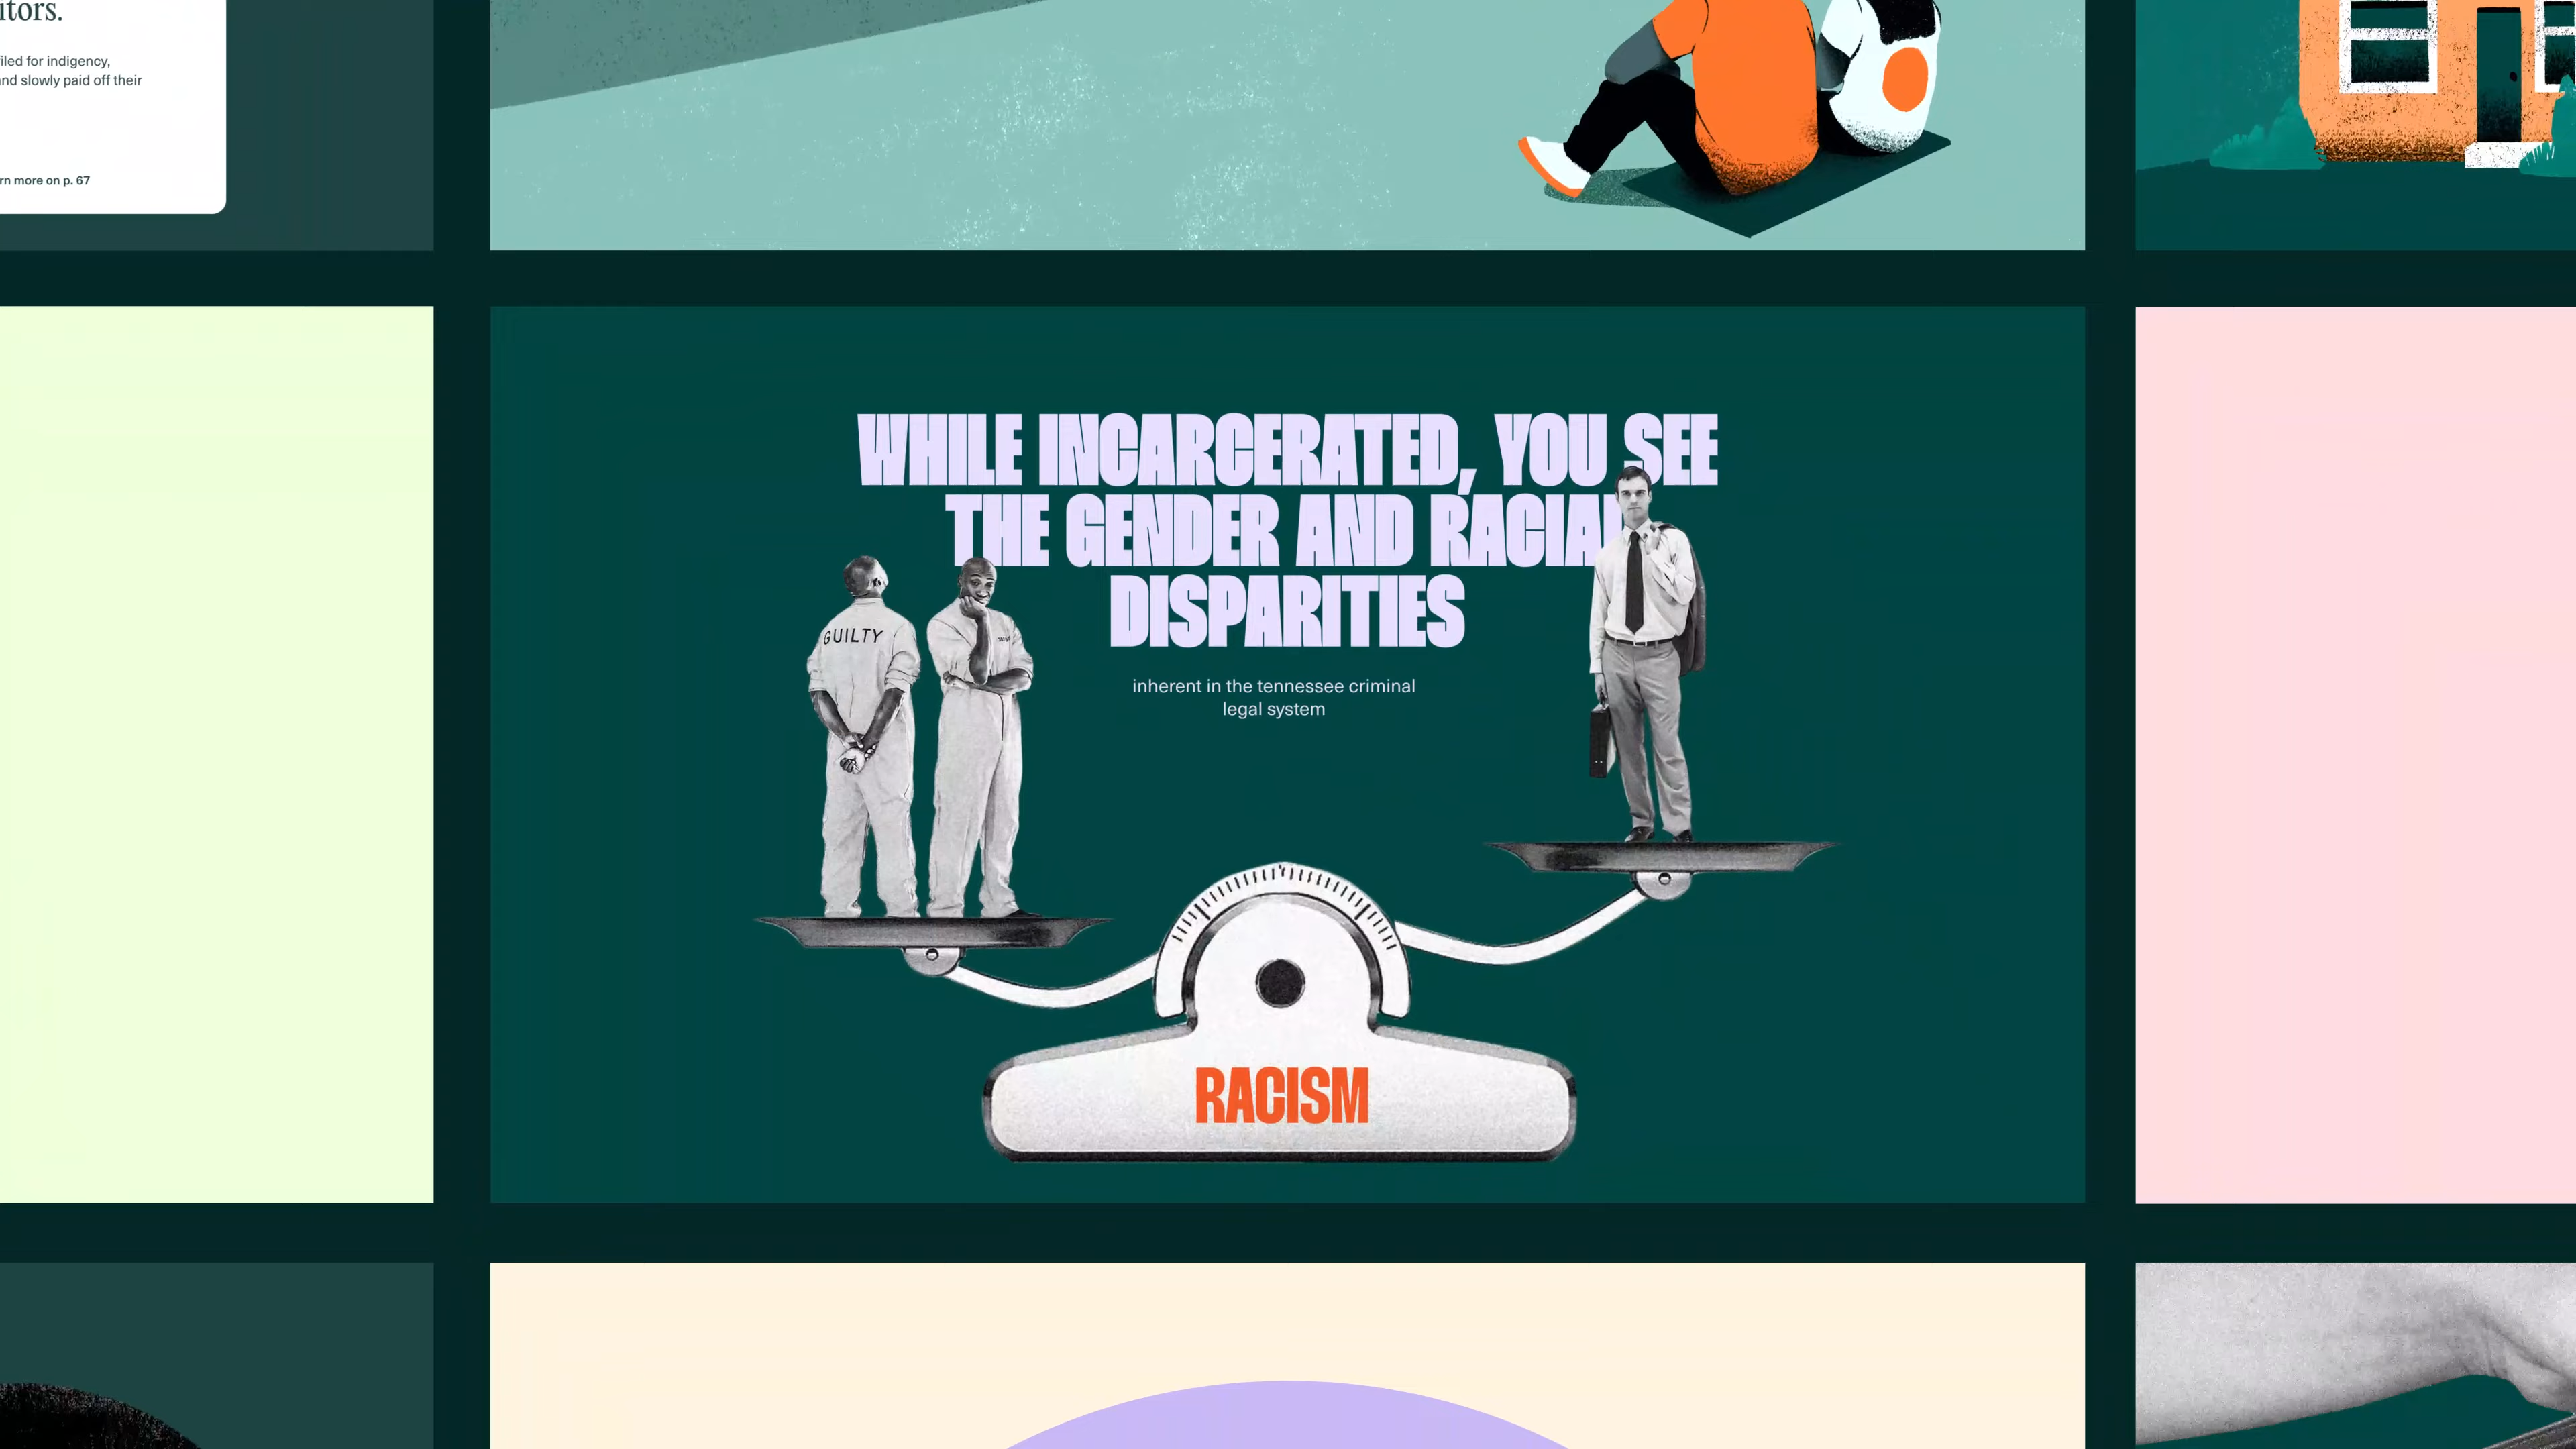 iled for indigency,
nd slowly paid off their
rn more on p. 67
WHILE INCARCERATED, YOU SEE
THE GENDER AND RACIAL
DISPARITIES
inherent in the tennessee criminal
legal system
GUILTY
RACISM